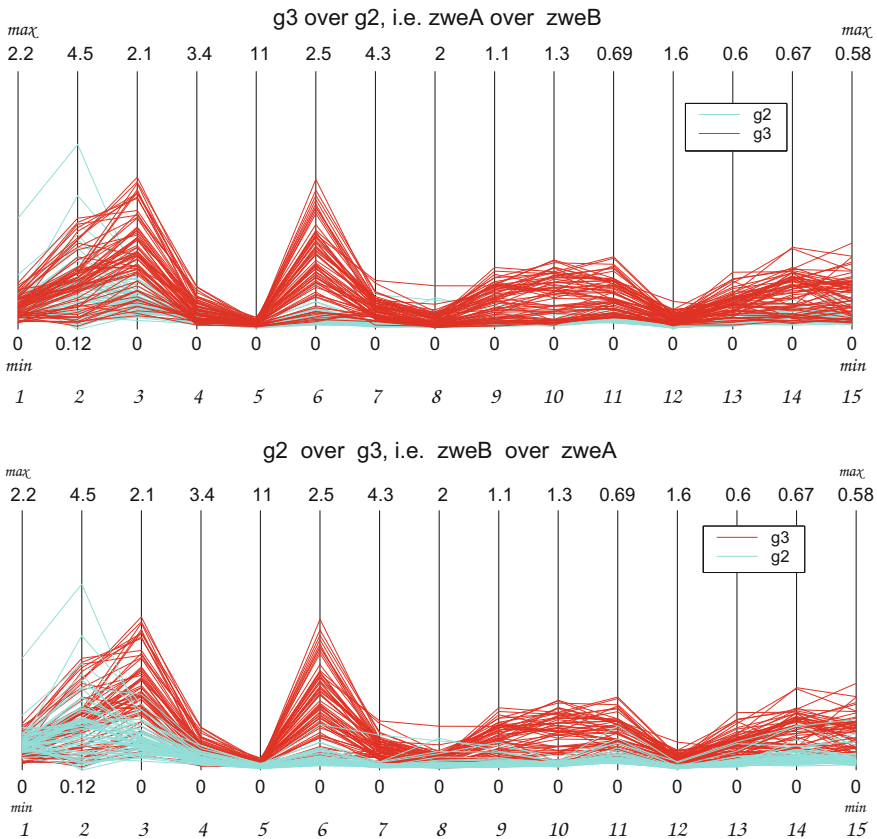 g3 over g2, i.e. zweA over zweB
max max
2.2 4.5 2.1 3.4 11 2.5 4.3 2 1.1 1.3 0.69 1.6 0.6 0.67 0.58
g2
g3
0 0.12 0 0 0 0 0 0 0 0 0 0 0 0 0
min min
1 2 3 4 5 6 7 8 9 10 11 12 13 14 15
g2 over g3, i.e. zweB over zweA
max max
2.2 4.5 2.1 3.4 11 2.5 4.3 2 1.1 1.3 0.69 1.6 0.6 0.67 0.58
g3
g2
0 0.12 0 0 0 0 0 0 0 0 0 0 0 0 0
min min
1 2 3 4 5 6 7 8 9 10 11 12 13 14 15